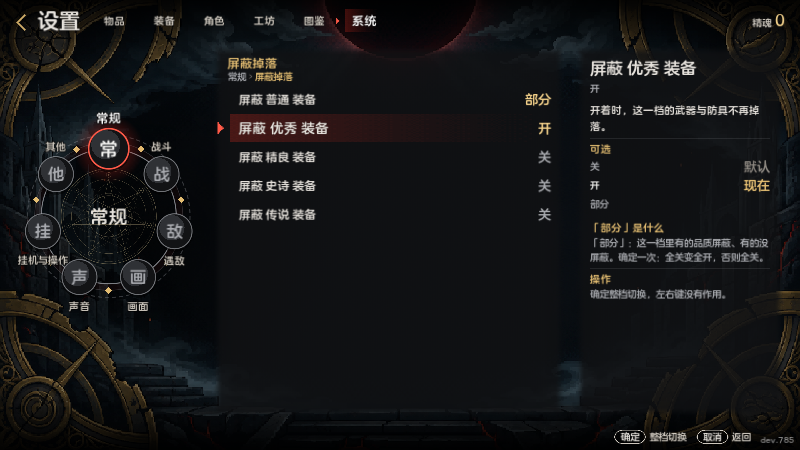 设置
物品
装备
角色
工坊
图鉴
系统
精魂 0
常规
其他
战斗
常
他
战
常规
挂
敌
挂机与操作
遇敌
声
画
声音
画面
屏蔽掉落
常规 › 屏蔽掉落
屏蔽 普通 装备 部分
屏蔽 优秀 装备 开
屏蔽 精良 装备 关
屏蔽 史诗 装备 关
屏蔽 传说 装备 关
屏蔽 优秀 装备
开
开着时，这一档的武器与防具不再掉
落。
可选
关 默认
开 现在
部分
「部分」是什么
「部分」：这一档里有的品质屏蔽、有的没
屏蔽。确定一次：全关变全开，否则全关。
操作
确定整档切换，左右键没有作用。
确定 整档切换 取消 返回
dev.785